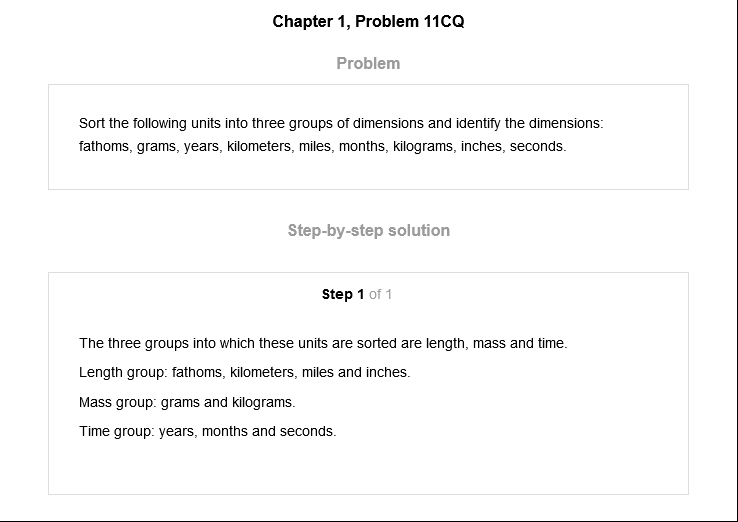 Chapter 1, Problem 11CQ
Problem
Sort the following units into three groups of dimensions and identify the dimensions:
fathoms, grams, years, kilometers, miles, months, kilograms, inches, seconds.
Step-by-step solution
Step 1 of 1
The three groups into which these units are sorted are length, mass and time.
Length group: fathoms, kilometers, miles and inches.
Mass group: grams and kilograms.
Time group: years, months and seconds.